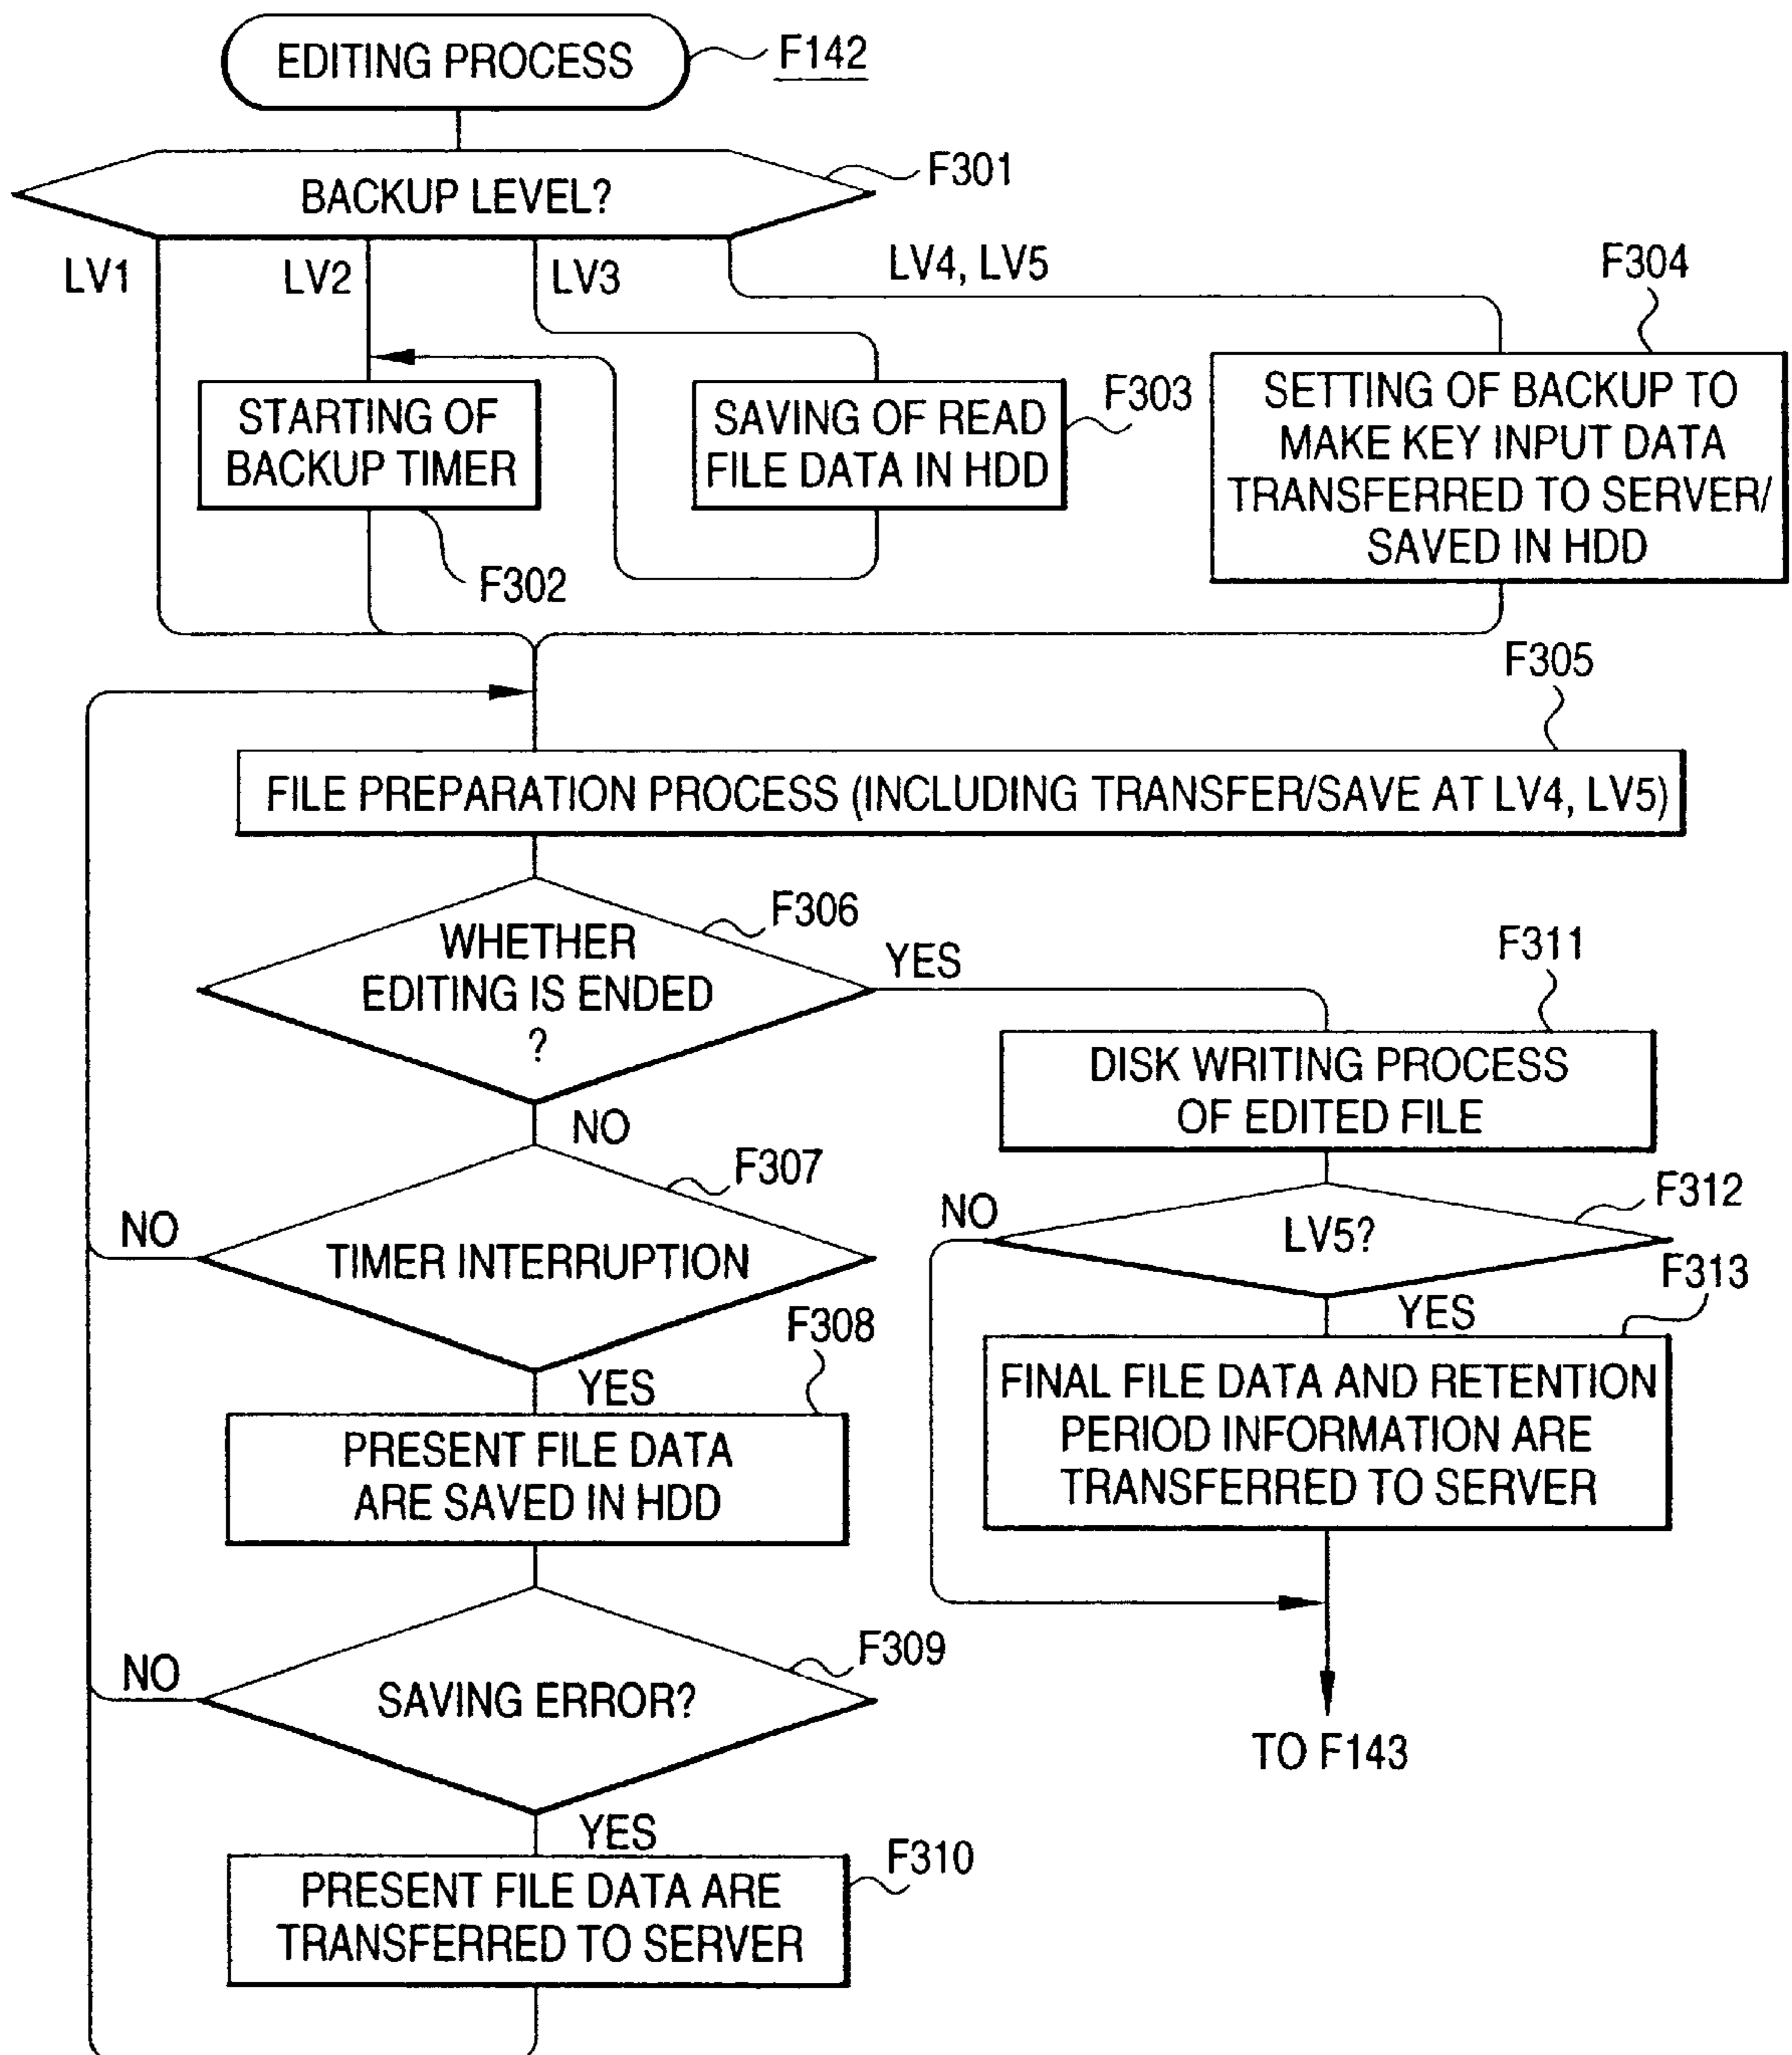 EDITING PROCESS
F142
BACKUP LEVEL?
F301
LV1
LV2
LV3
LV4, LV5
F304
STARTING OF
BACKUP TIMER
F302
SAVING OF READ
FILE DATA IN HDD
F303
SETTING OF BACKUP TO
MAKE KEY INPUT DATA
TRANSFERRED TO SERVER/
SAVED IN HDD
F305
FILE PREPARATION PROCESS (INCLUDING TRANSFER/SAVE AT LV4, LV5)
F306
WHETHER
EDITING IS ENDED
?
YES
NO
F307
TIMER INTERRUPTION
NO
YES
F308
PRESENT FILE DATA
ARE SAVED IN HDD
F309
SAVING ERROR?
NO
YES
F310
PRESENT FILE DATA ARE
TRANSFERRED TO SERVER
F311
DISK WRITING PROCESS
OF EDITED FILE
F312
LV5?
NO
YES
F313
FINAL FILE DATA AND RETENTION
PERIOD INFORMATION ARE
TRANSFERRED TO SERVER
TO F143